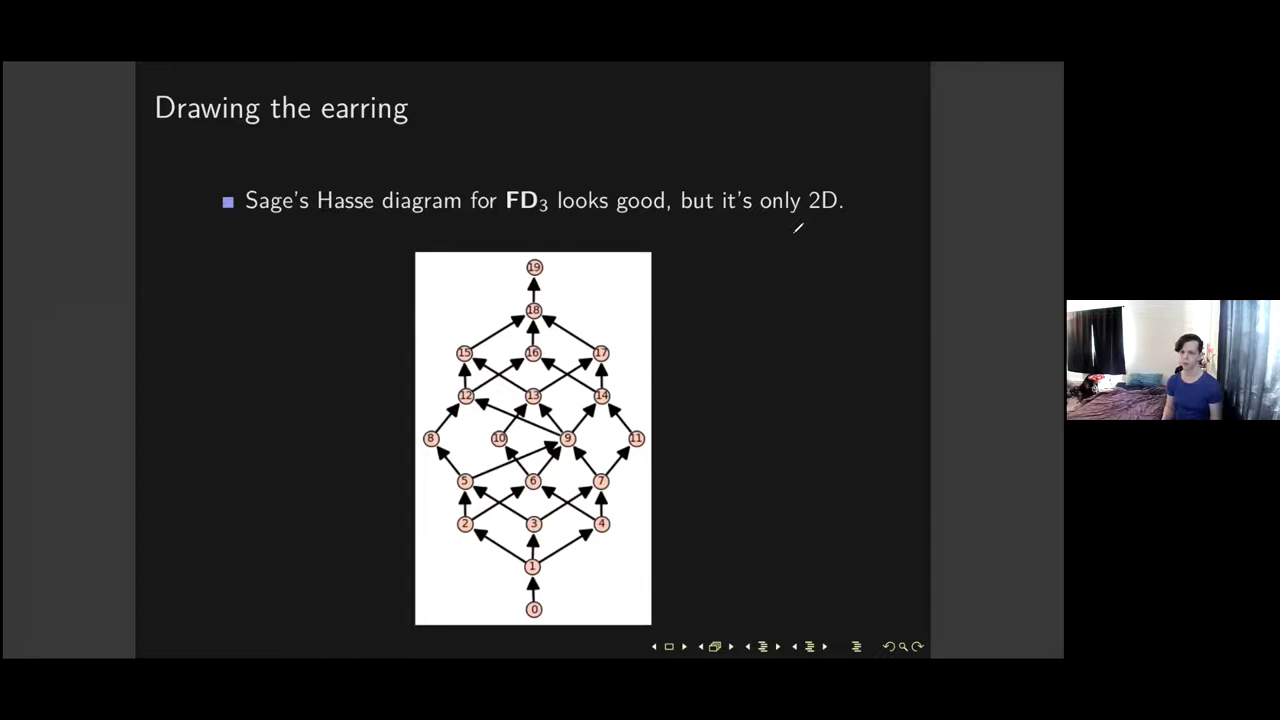 Drawing the earring
Sage's Hasse diagram for FD₃ looks good, but it's only 2D.
19
18
15 16 17
12 13 14
8 10 9 11
5 6 7
2 3 4
1
0